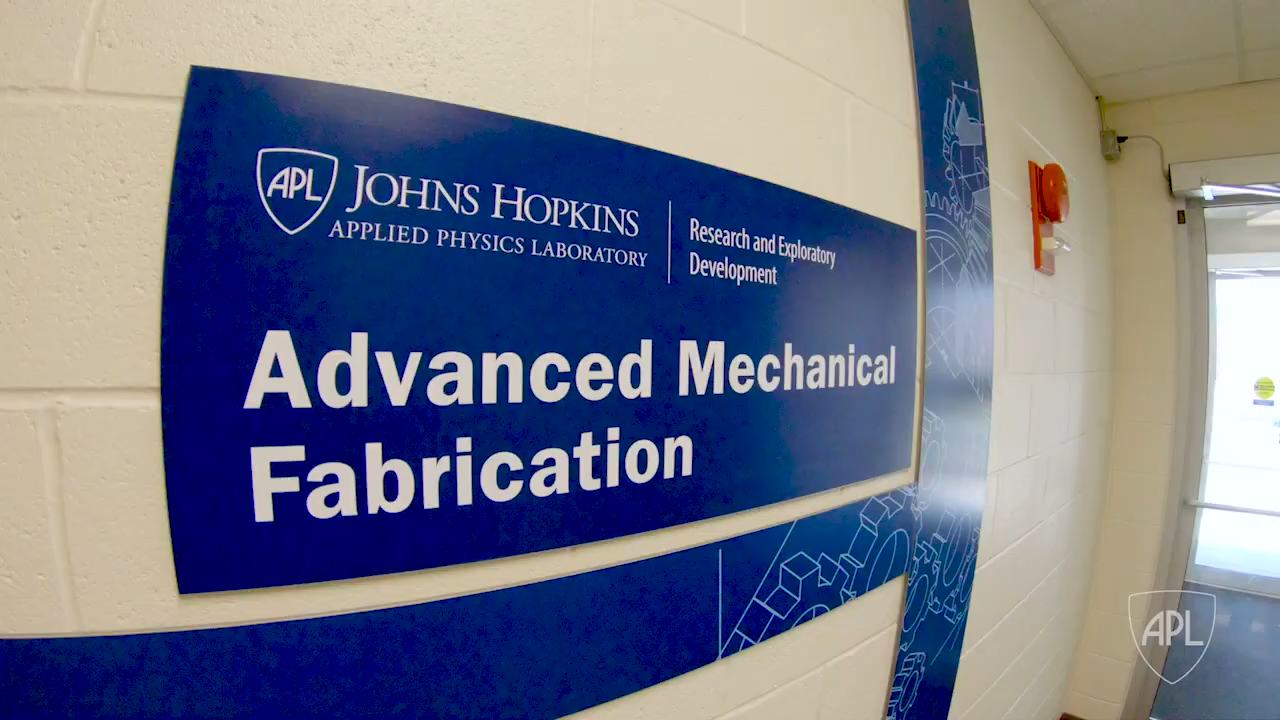 APL
JOHNS HOPKINS
APPLIED PHYSICS LABORATORY
Research and Exploratory
Development
Advanced Mechanical
Fabrication
APL